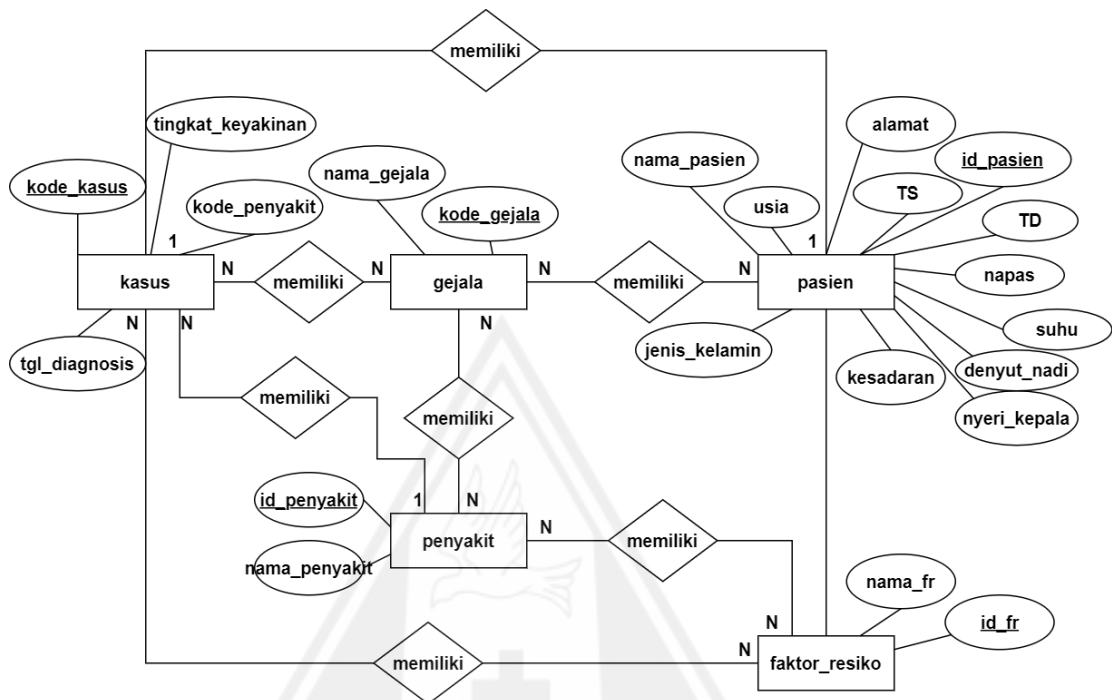 memiliki
tingkat_keyakinan
alamat
kode_kasus
nama_gejala
nama_pasien
id_pasien
kode_penyakit
kode_gejala
usia
TS
TD
1
1
N
N
N
N
kasus
memiliki
gejala
memiliki
pasien
napas
N
N
N
suhu
tgl_diagnosis
jenis_kelamin
kesadaran
denyut_nadi
memiliki
memiliki
nyeri_kepala
id_penyakit
1
N
penyakit
N
memiliki
nama_penyakit
nama_fr
N
id_fr
memiliki
N
faktor_resiko